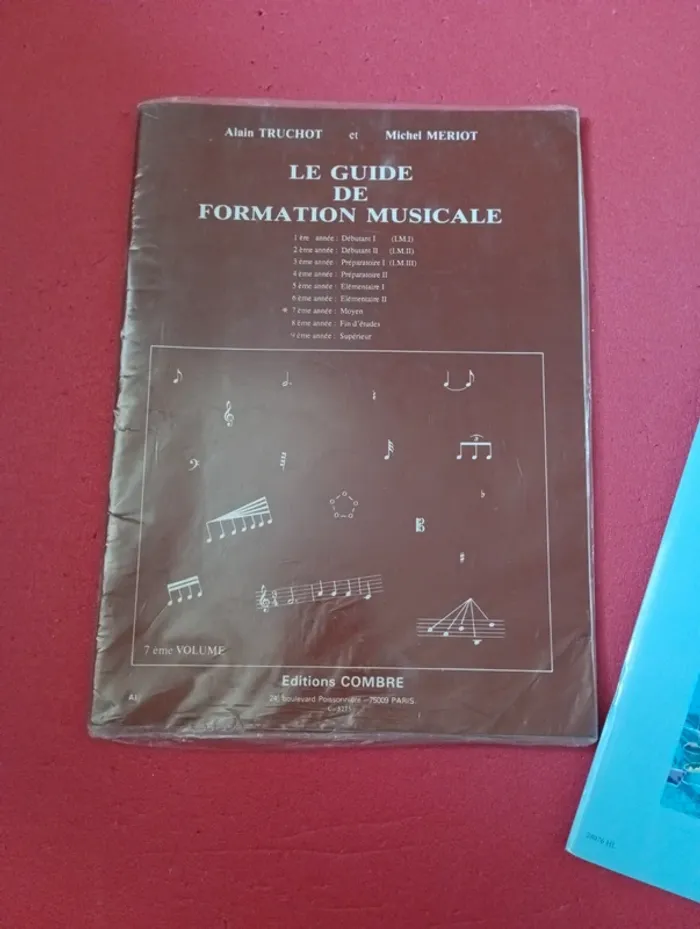 Alain TRUCHOT et Michel MERIOT
LE GUIDE
DE
FORMATION MUSICALE
1 ère année : Débutant I (I.M.I)
2 ème année : Débutant II (I.M.II)
3 ème année : Préparatoire I (I.M.III)
4 ème année : Préparatoire II
5 ème année : Elémentaire I
6 ème année : Elémentaire II
* 7 ème année : Moyen
8 ème année : Fin d'études
9 ème année : Supérieur
3
7 ème VOLUME
Editions COMBRE
24, boulevard Poissonnière - 75009 PARIS